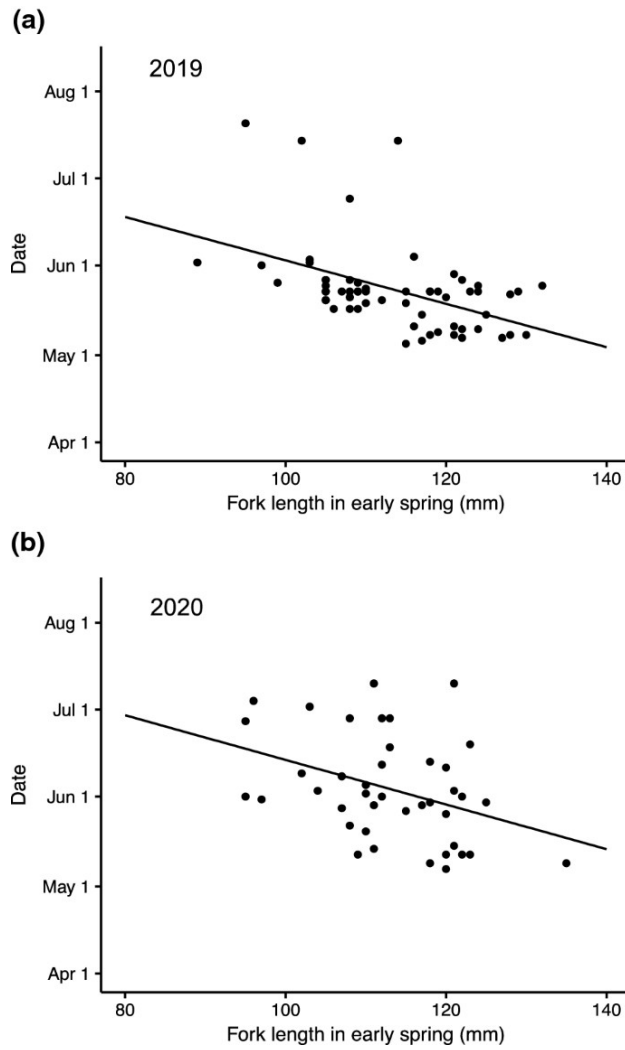 (a)
2019
Aug 1
Jul 1
Jun 1
May 1
Apr 1
Date
80 100 120 140
Fork length in early spring (mm)
(b)
2020
Aug 1
Jul 1
Jun 1
May 1
Apr 1
Date
80 100 120 140
Fork length in early spring (mm)